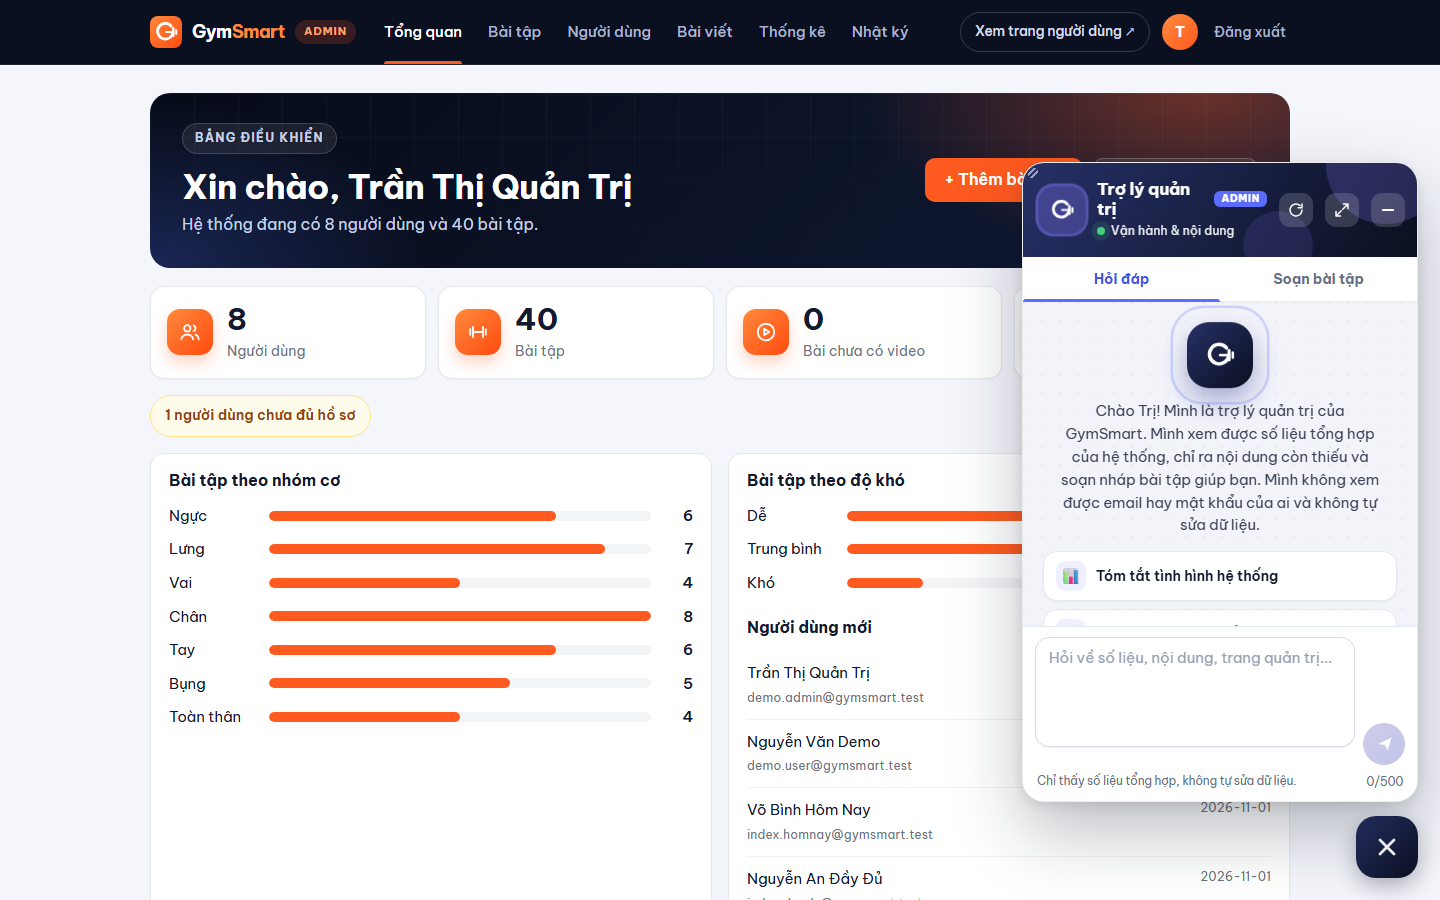 GymSmart ADMIN Tổng quan Bài tập Người dùng Bài viết Thống kê Nhật ký Xem trang người dùng ↗ T Đăng xuất
BẢNG ĐIỀU KHIỂN
Xin chào, Trần Thị Quản Trị
Hệ thống đang có 8 người dùng và 40 bài tập.
+ Thêm
8
Người dùng
40
Bài tập
0
Bài chưa có video
1 người dùng chưa đủ hồ sơ
Bài tập theo nhóm cơ
Ngực 6
Lưng 7
Vai 4
Chân 8
Tay 6
Bụng 5
Toàn thân 4
Bài tập theo độ khó
Dễ
Trung bình
Khó
Người dùng mới
Trần Thị Quản Trị
demo.admin@gymsmart.test
Nguyễn Văn Demo
demo.user@gymsmart.test
Võ Bình Hôm Nay 2026-11-01
index.homnay@gymsmart.test
Nguyễn An Đầy Đủ 2026-11-01
Trợ lý quản
trị
ADMIN
Vận hành & nội dung
Hỏi đáp Soạn bài tập
Chào Trị! Mình là trợ lý quản trị của
GymSmart. Mình xem được số liệu tổng hợp
của hệ thống, chỉ ra nội dung còn thiếu và
soạn nháp bài tập giúp bạn. Mình không xem
được email hay mật khẩu của ai và không tự
sửa dữ liệu.
Tóm tắt tình hình hệ thống
Hỏi về số liệu, nội dung, trang quản trị...
Chỉ thấy số liệu tổng hợp, không tự sửa dữ liệu. 0/500